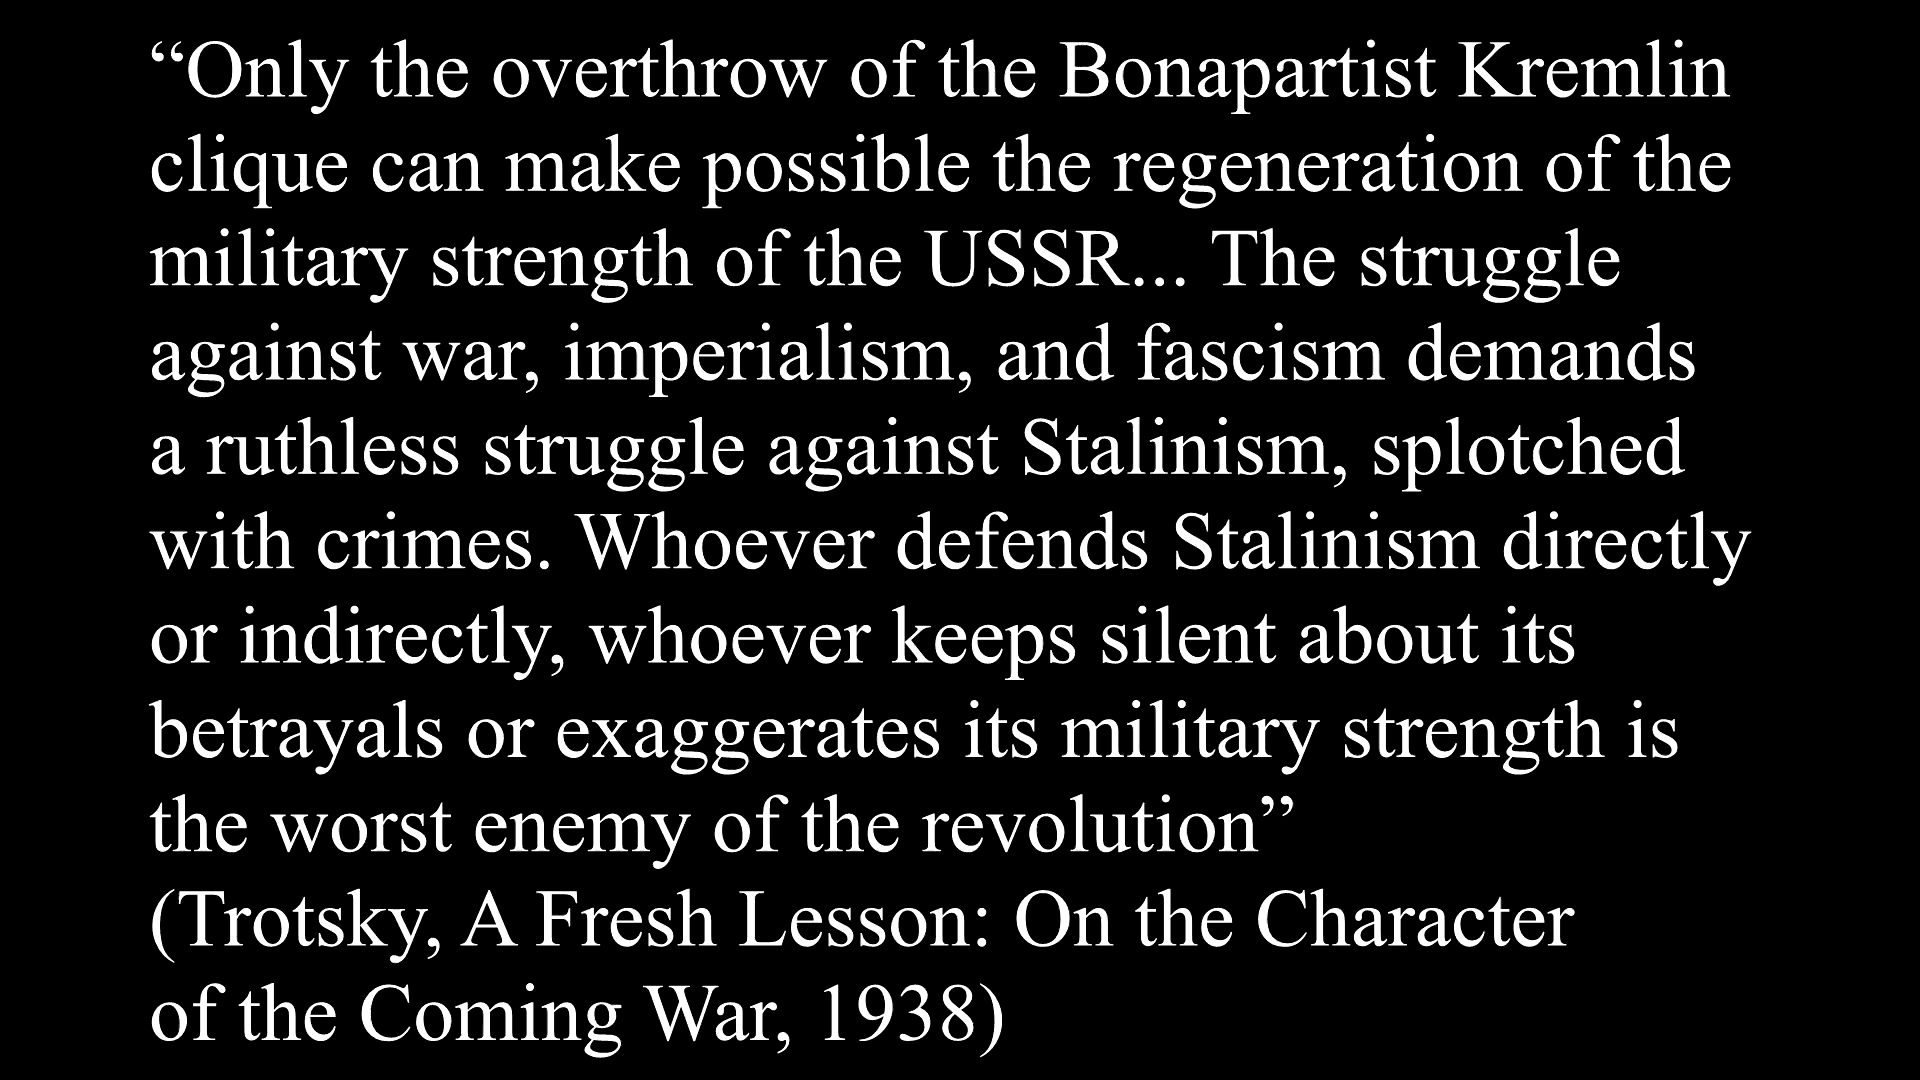 “Only the overthrow of the Bonapartist Kremlin
clique can make possible the regeneration of the
military strength of the USSR... The struggle
against war, imperialism, and fascism demands
a ruthless struggle against Stalinism, splotched
with crimes. Whoever defends Stalinism directly
or indirectly, whoever keeps silent about its
betrayals or exaggerates its military strength is
the worst enemy of the revolution”
(Trotsky, A Fresh Lesson: On the Character
of the Coming War, 1938)